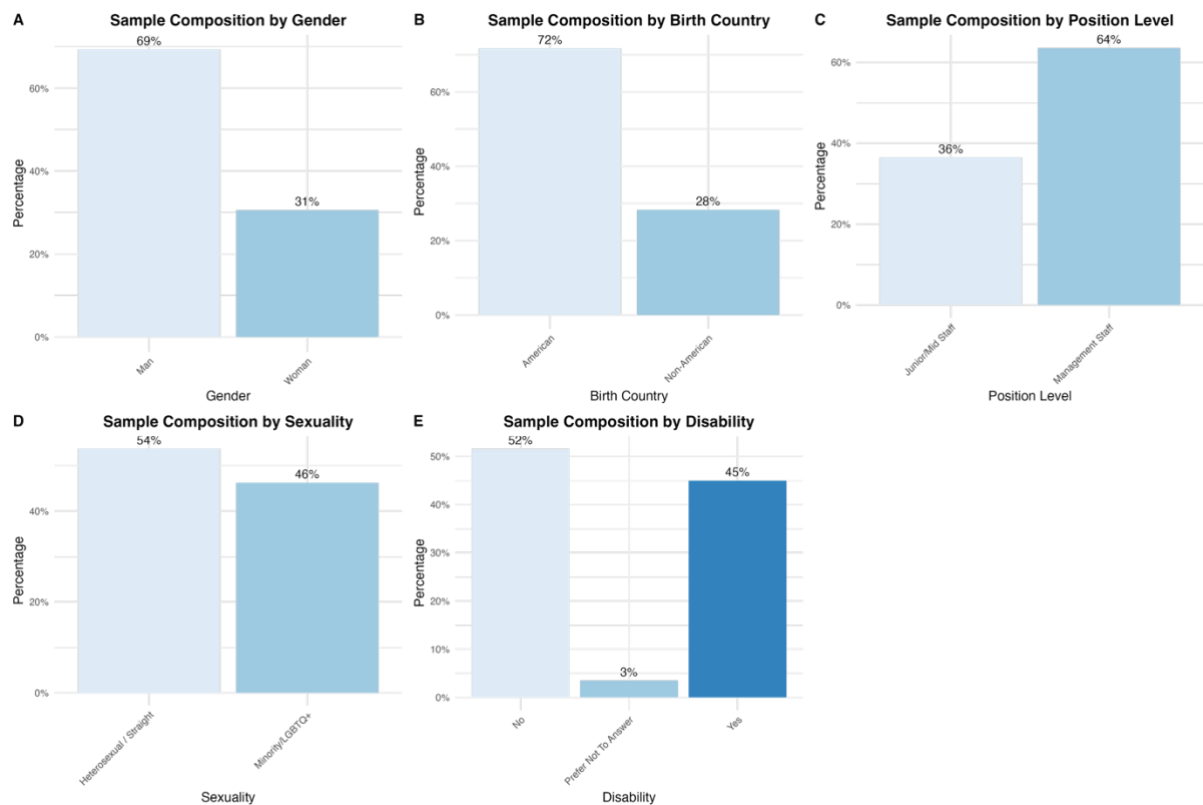 A
Sample Composition by Gender
69%
31%
60%
40%
20%
0%
Percentage
Man
Woman
Gender
B
Sample Composition by Birth Country
72%
28%
60%
40%
20%
0%
Percentage
American
Non-American
Birth Country
C
Sample Composition by Position Level
64%
36%
60%
40%
20%
0%
Percentage
Junior/Mid Staff
Management Staff
Position Level
D
Sample Composition by Sexuality
54%
46%
40%
20%
0%
Percentage
Heterosexual / Straight
Minority/LGBTQ+
Sexuality
E
Sample Composition by Disability
52%
3%
45%
50%
40%
30%
20%
10%
0%
Percentage
No
Prefer Not To Answer
Yes
Disability